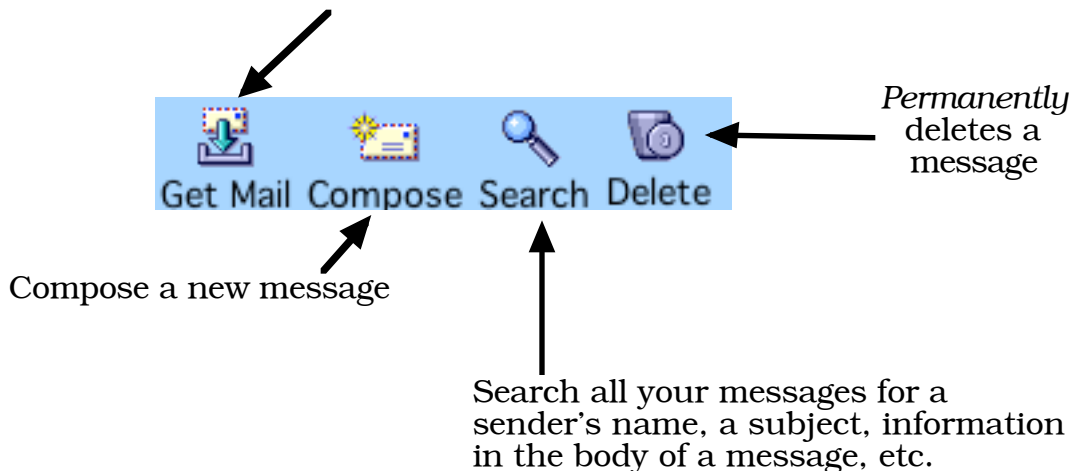 Permanently
deletes a
message
Get Mail Compose Search Delete
Compose a new message
Search all your messages for a
sender's name, a subject, information
in the body of a message, etc.